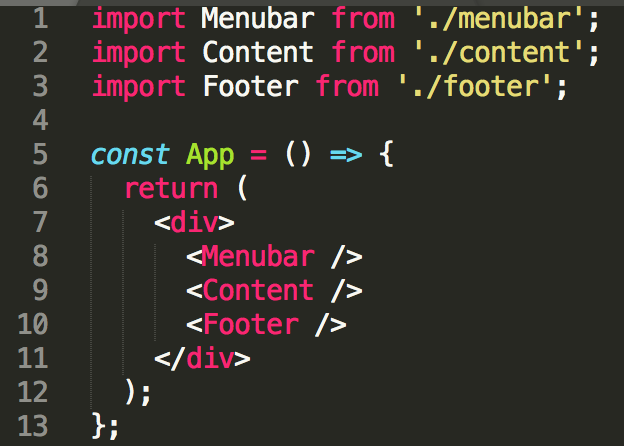 1 import Menubar from './menubar';
2 import Content from './content';
3 import Footer from './footer';
4
5 const App = () => {
6   return (
7     <div>
8       <Menubar />
9       <Content />
10       <Footer />
11     </div>
12   );
13 };